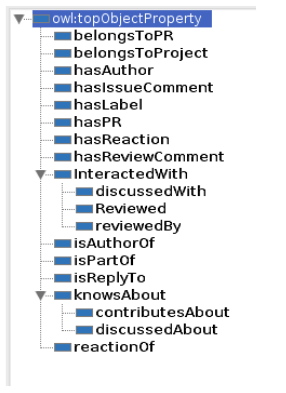 owl:topObjectProperty
belongsToPR
belongsToProject
hasAuthor
hasIssueComment
hasLabel
hasPR
hasReaction
hasReviewComment
InteractedWith
discussedWith
Reviewed
reviewedBy
isAuthorOf
isPartOf
isReplyTo
knowsAbout
contributesAbout
discussedAbout
reactionOf